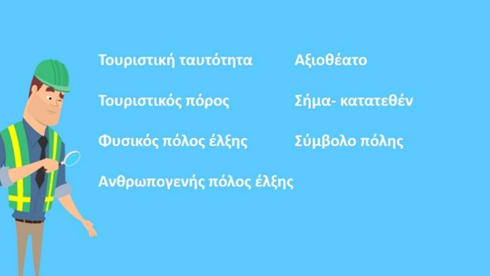 Τουριστική ταυτότητα
Τουριστικός πόρος
Φυσικός πόλος έλξης
Ανθρωπογενής πόλος έλξης
Αξιοθέατο
Σήμα- κατατεθέν
Σύμβολο πόλης